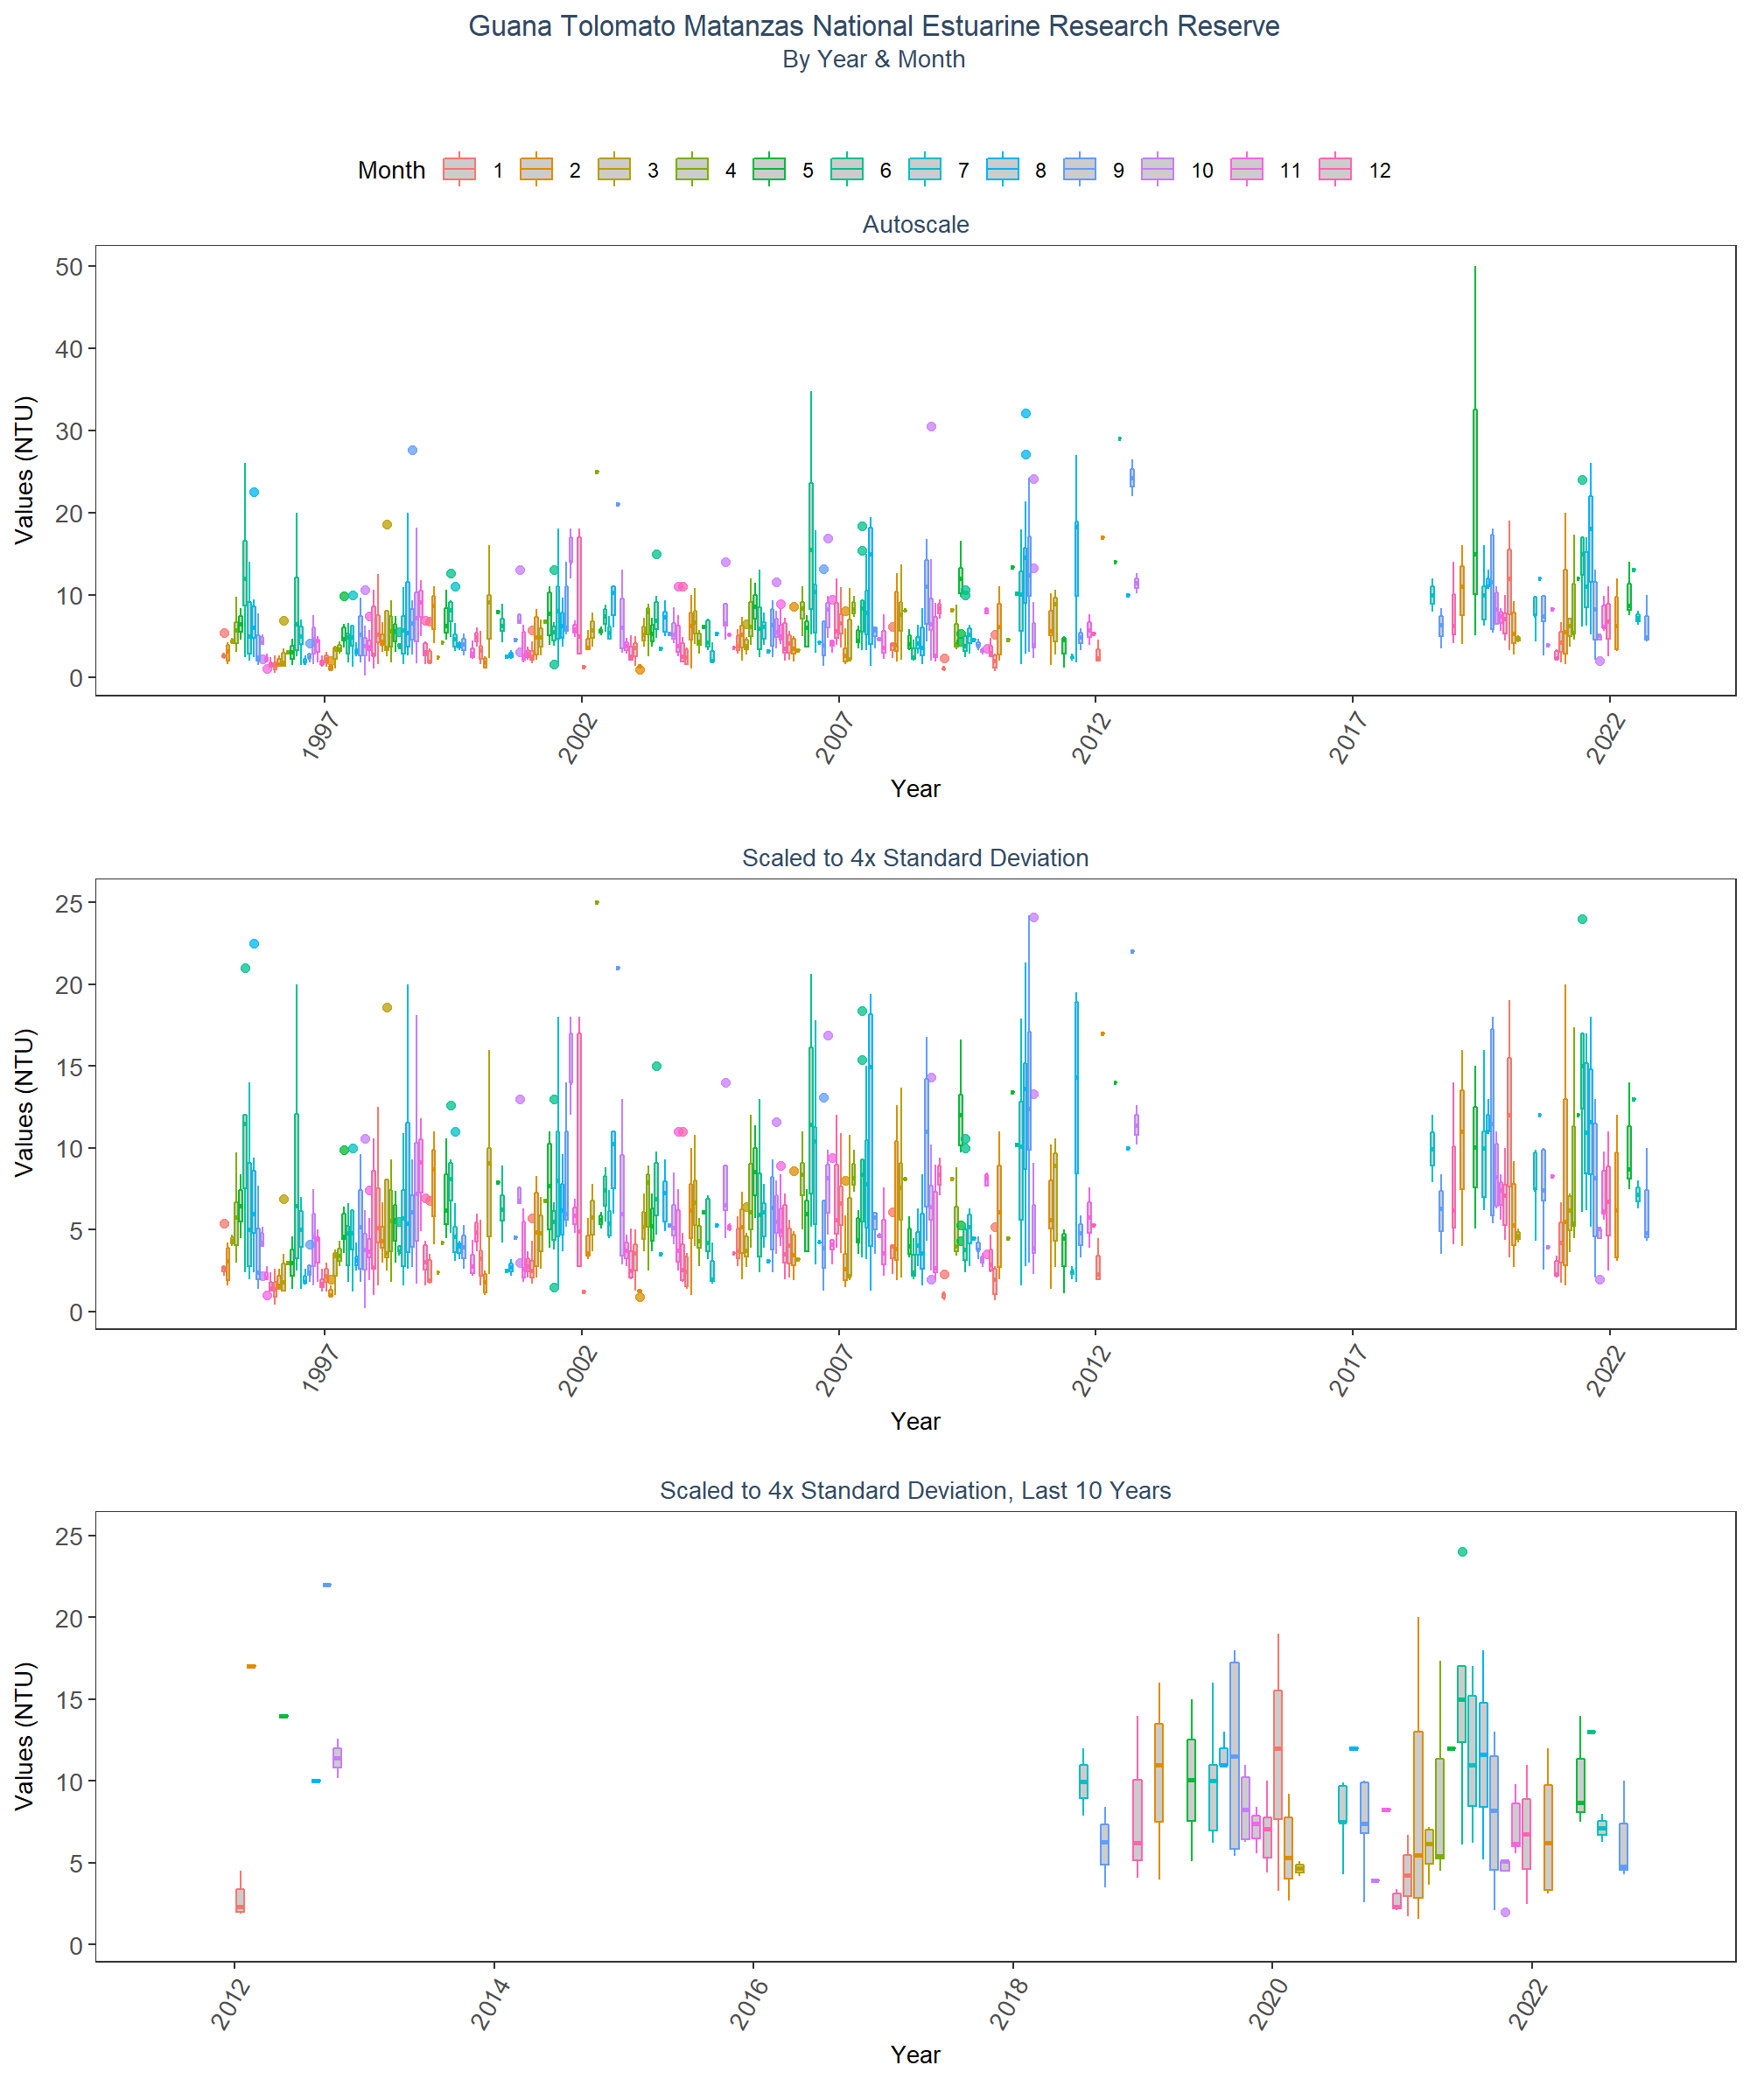 Guana Tolomato Matanzas National Estuarine Research Reserve
By Year & Month
Month 1 2 3 4 5 6 7 8 9 10 11 12
Autoscale
Values (NTU)
50
40
30
20
10
0
1997 2002 2007 2012 2017 2022
Year
Scaled to 4x Standard Deviation
Values (NTU)
25
20
15
10
5
0
1997 2002 2007 2012 2017 2022
Year
Scaled to 4x Standard Deviation, Last 10 Years
Values (NTU)
25
20
15
10
5
0
2012 2014 2016 2018 2020 2022
Year